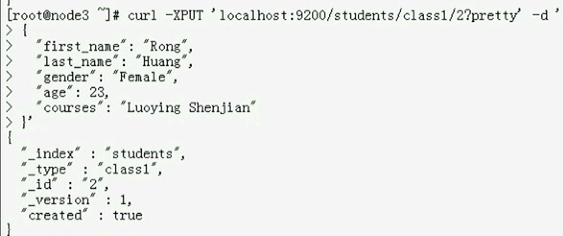 [root@node3 ~]# curl -XPUT 'localhost:9200/students/class1/2?pretty' -d '
> {
>   "first_name": "Rong",
>   "last_name": "Huang",
>   "gender": "Female",
>   "age": 23,
>   "courses": "Luoying Shenjian"
> }'
{
  "_index" : "students",
  "_type" : "class1",
  "_id" : "2",
  "_version" : 1,
  "created" : true
}